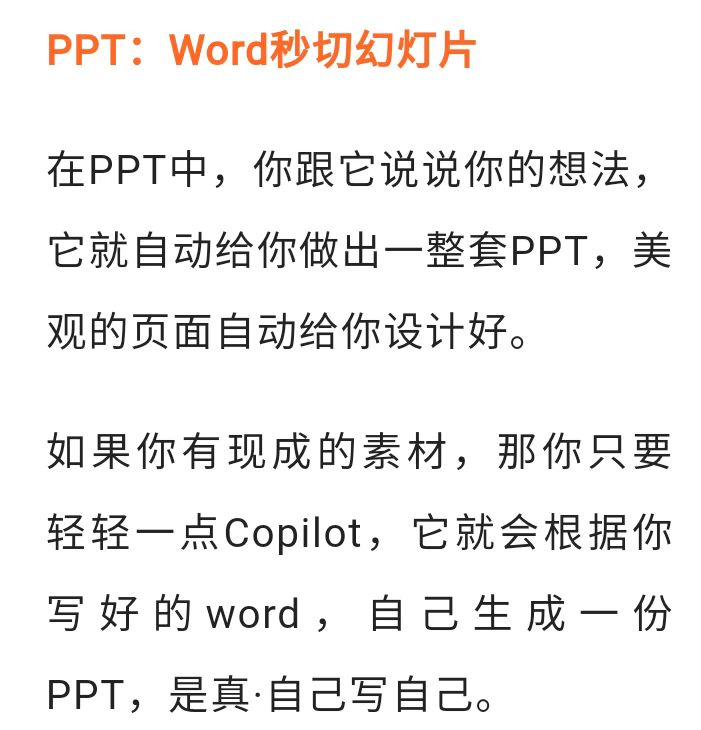 PPT：Word秒切幻灯片
在PPT中，你跟它说说你的想法，
它就自动给你做出一整套PPT，美
观的页面自动给你设计好。
如果你有现成的素材，那你只要
轻轻一点Copilot，它就会根据你
写好的word，自己生成一份
PPT，是真·自己写自己。